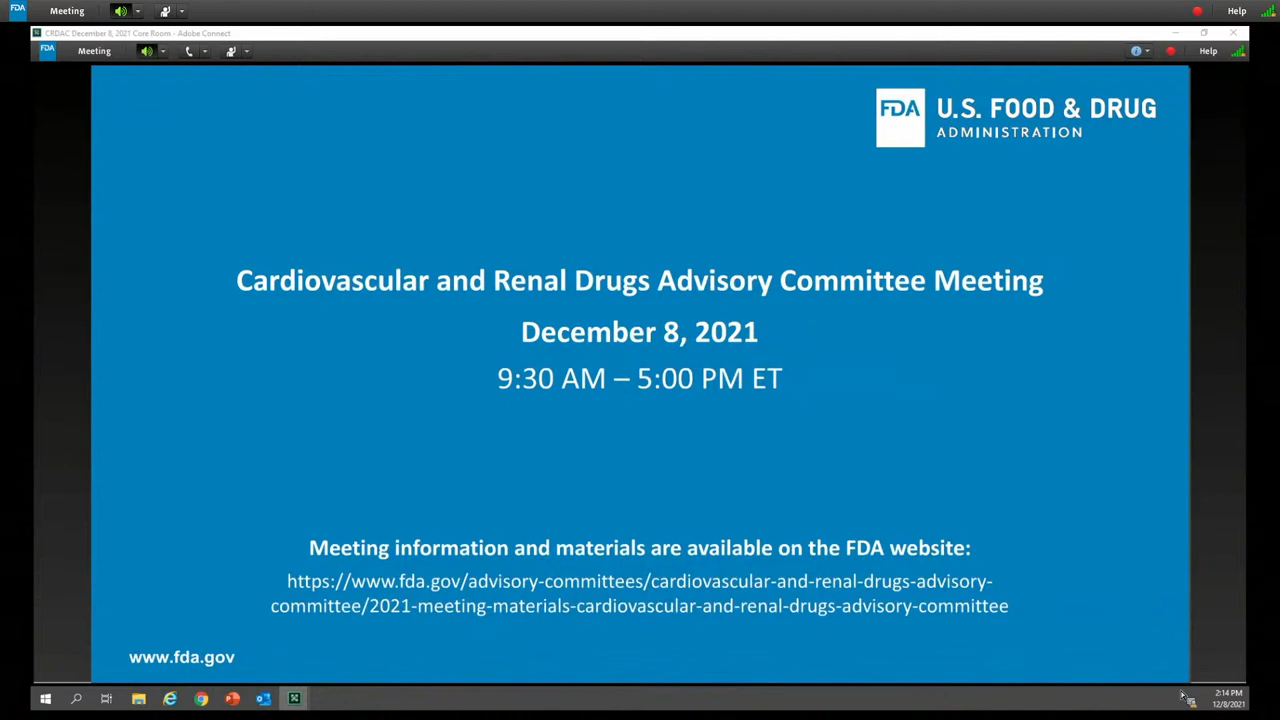 FDA
Meeting
Help
CRDAC December 8, 2021 Core Room - Adobe Connect
FDA
Meeting
Help
FDA
U.S. FOOD & DRUG
ADMINISTRATION
Cardiovascular and Renal Drugs Advisory Committee Meeting
December 8, 2021
9:30 AM – 5:00 PM ET
Meeting information and materials are available on the FDA website:
https://www.fda.gov/advisory-committees/cardiovascular-and-renal-drugs-advisory-
committee/2021-meeting-materials-cardiovascular-and-renal-drugs-advisory-committee
www.fda.gov
2:14 PM
12/8/2021